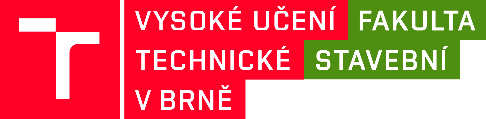 VYSOKÉ UČENÍ FAKULTA
TECHNICKÉ STAVEBNÍ
V BRNĚ